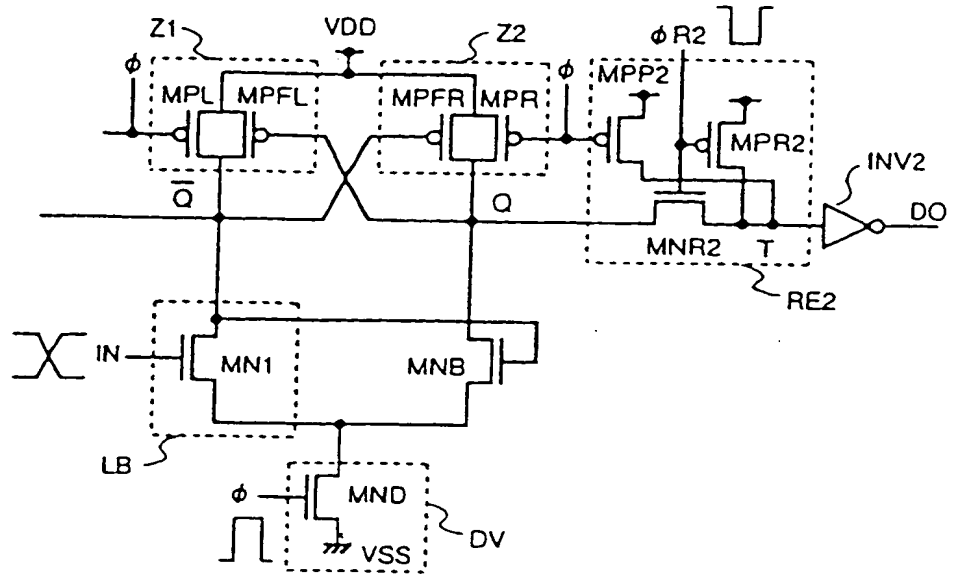 Z1 VDD Z2 ϕ R2
ϕ MPL MPFL MPFR MPR ϕ MPP2
MPR2
INV2
Q̅ Q DO
MNR2 T
RE2
IN MN1 MNB
LB
ϕ MND
DV
VSS